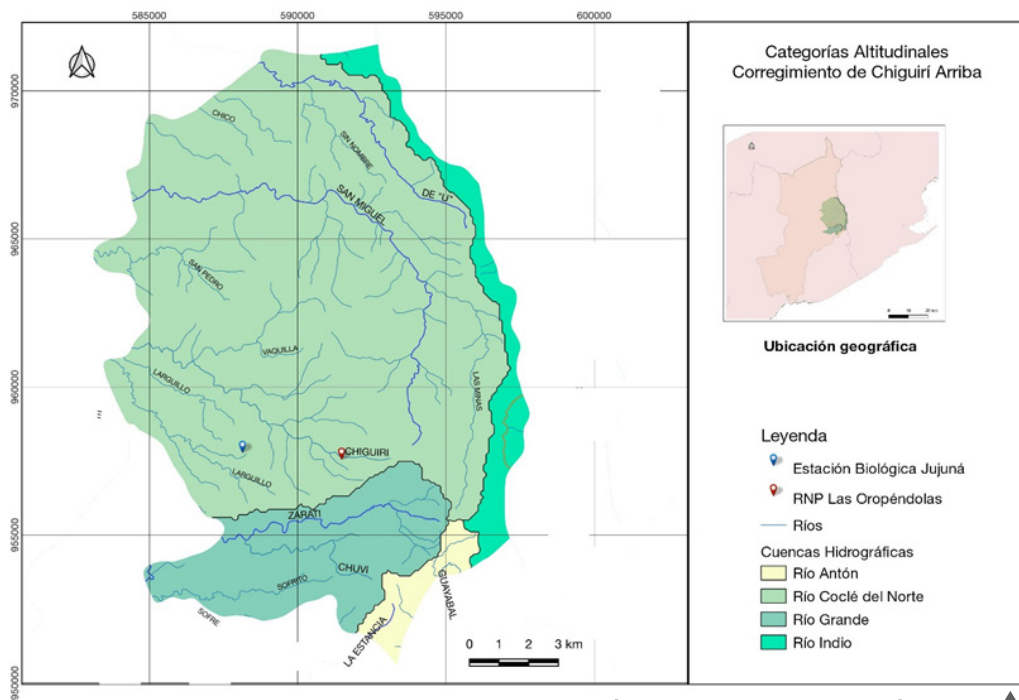 585000
590000
595000
600000
970000
965000
960000
955000
950000
CHICO
SIN NOMBRE
DE "U"
SAN MIGUEL
SAN PEDRO
VAQUILLA
LARGUILLO
LAS MINAS
CHIGUIRI
LARGUILLO
ZARATI
CHUVI
SOFRITO
SOFRE
GUAYABAL
LA ESTANCIA
0 1 2 3 km
Categorías Altitudinales
Corregimiento de Chiguirí Arriba
Ubicación geográfica
Leyenda
Estación Biológica Jujuná
RNP Las Oropéndolas
Ríos
Cuencas Hidrográficas
Río Antón
Río Coclé del Norte
Río Grande
Río Indio